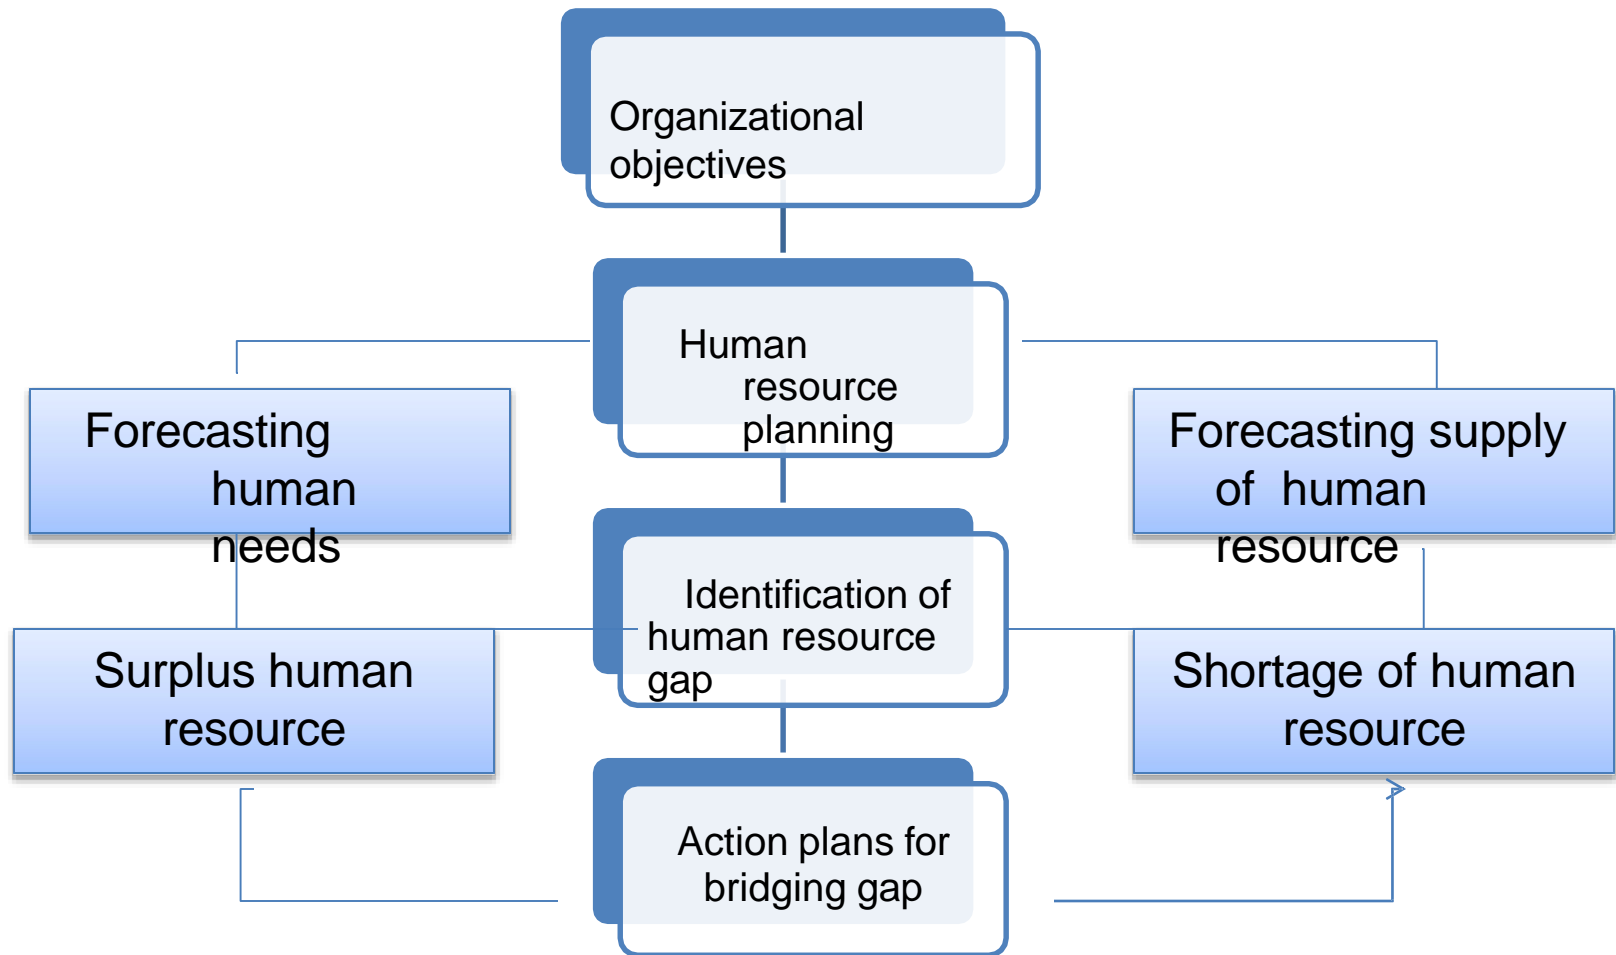 Organizational
objectives
Human
resource
planning
Forecasting
human
needs
Forecasting supply
of human
resource
Identification of
human resource
gap
Surplus human
resource
Shortage of human
resource
Action plans for
bridging gap